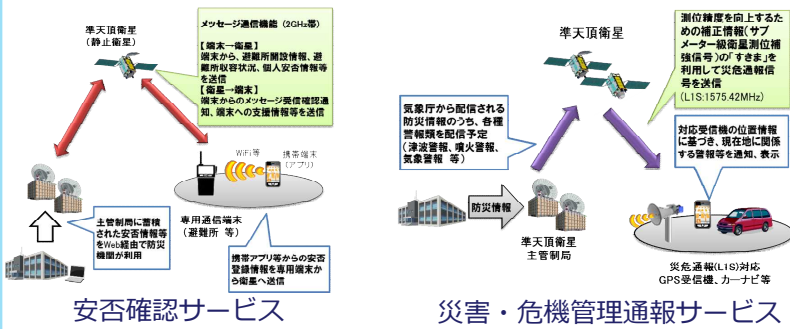 準天頂衛星
(静止衛星)
メッセージ通信機能 (2GHz帯)
【端末→衛星】
端末から、避難所開設情報、避
難所収容状況、個人安否情報等
を送信
【衛星→端末】
端末からのメッセージ受信確認通
知、端末への支援情報等を送信
WiFi等
携帯端末
(アプリ)
専用通信端末
(避難所 等)
主管制局に蓄積
された安否情報等
をWeb経由で防災
機関が利用
携帯アプリ等からの安否
登録情報を専用端末か
ら衛星へ送信
安否確認サービス
準天頂衛星
測位精度を向上するた
めの補正情報(サブ
メーター級衛星測位補
強信号)の「すきま」を
利用して災危通報信
号を送信
(L1S:1575.42MHz)
気象庁から配信される
防災情報のうち、各種
警報類を配信予定
(津波警報、噴火警報、
気象警報 等)
対応受信機の位置情報
に基づき、現在地に関係
する警報等を通知、表示
防災情報
準天頂衛星
主管制局
災危通報(L1S)対応
GPS受信機、カーナビ等
災害・危機管理通報サービス